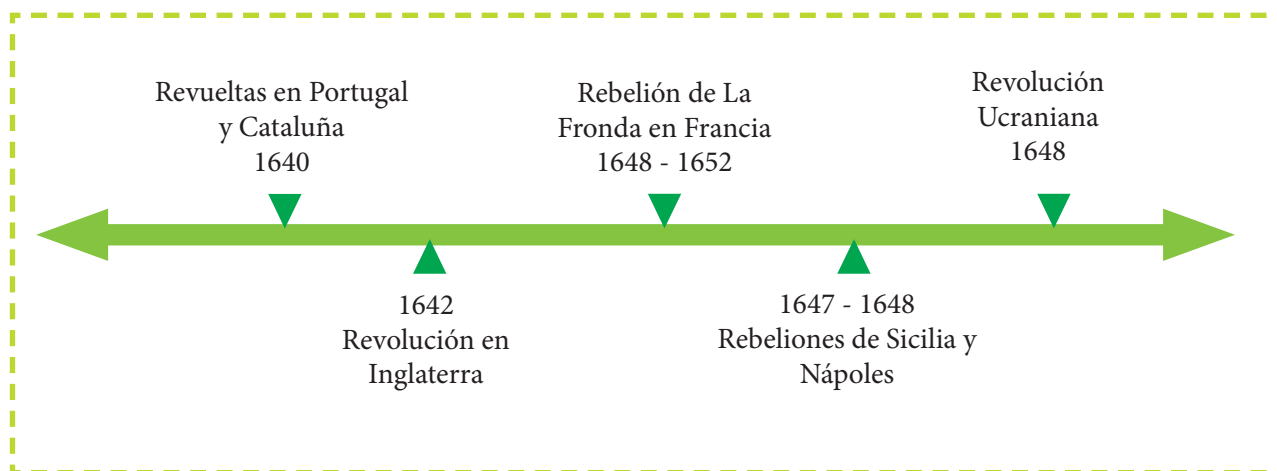 Revueltas en Portugal
y Cataluña
1640
1642
Revolución en
Inglaterra
Rebelión de La
Fronda en Francia
1648 - 1652
1647 - 1648
Rebeliones de Sicilia y
Nápoles
Revolución
Ucraniana
1648